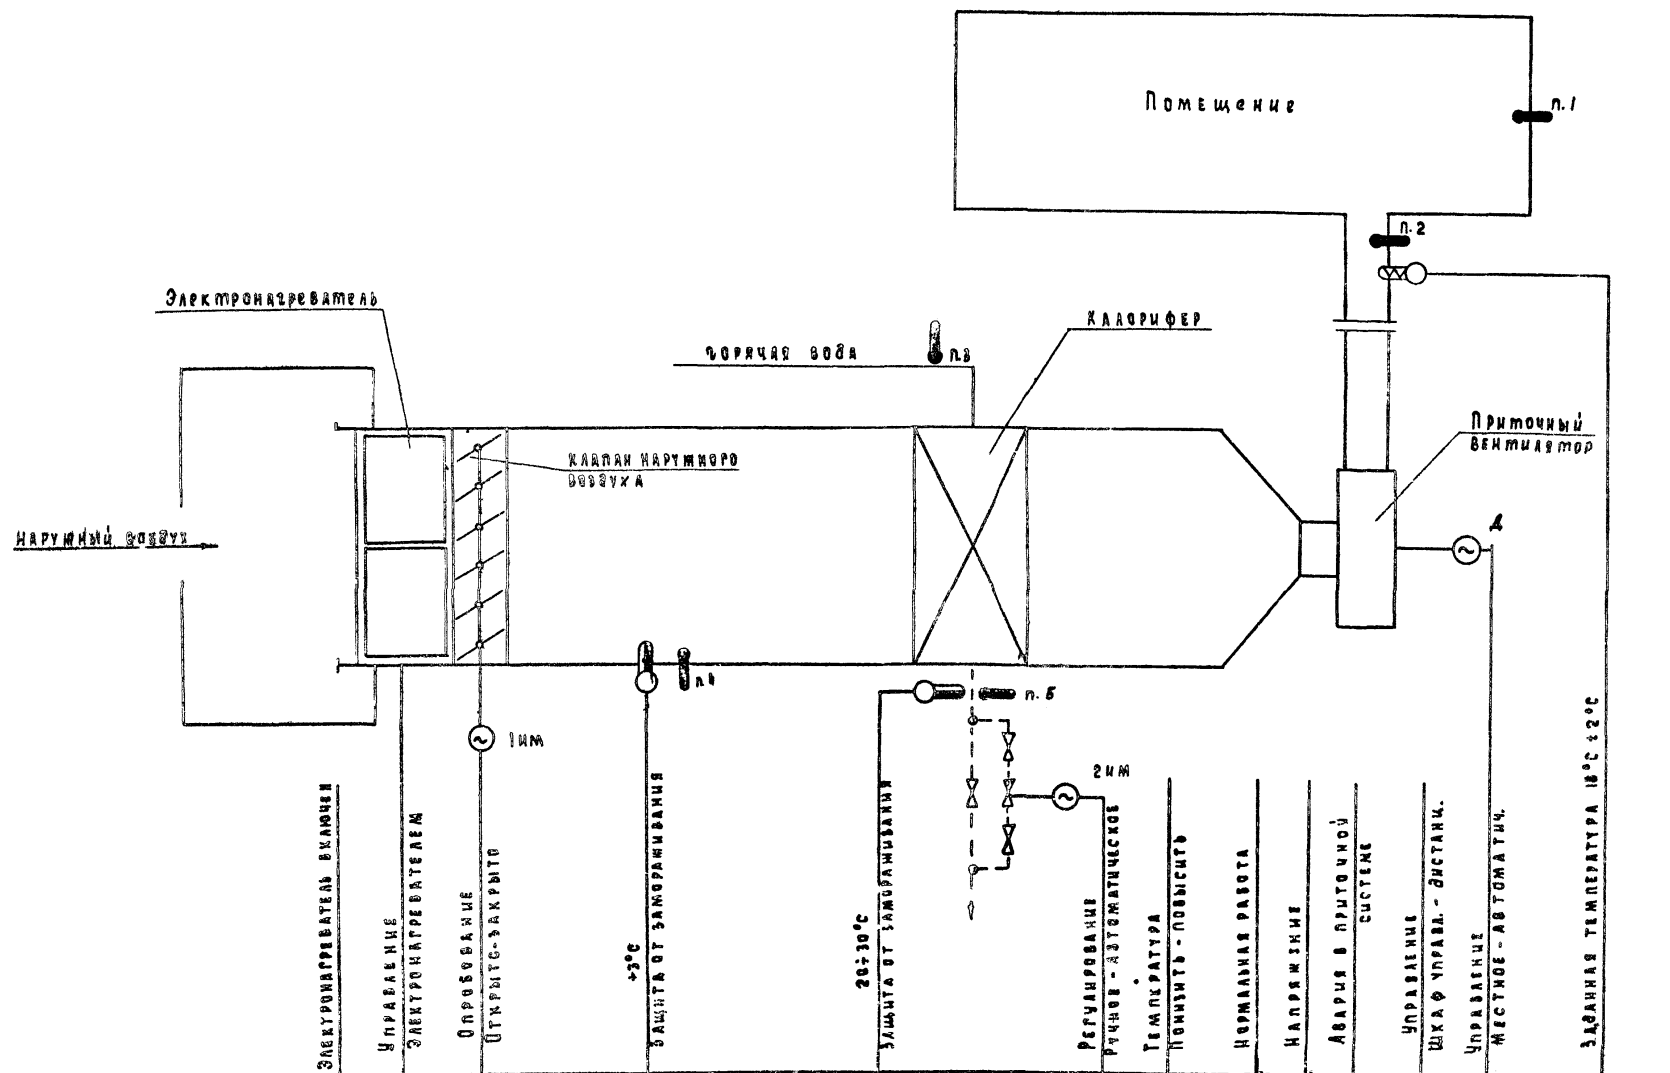 Помещение
п.1
п.2
Электронагреватель
Калорифер
горячая вода
п3
Приточный
вентилятор
клапан наружного
воздуха
Наружный воздух
Д
п4
п.5
1им
2им
Электронагреватель включен
Управление
Электронагревателем
Опробование
Открыто-закрыто
+3°С
Защита от замораживания
20÷30°С
Защита от замораживания
Регулирование
Ручное - автоматическое
Температура
Понизить - повысить
Нормальная работа
Напряжение
Авария в приточной
системе
Управление
Шкаф управл. - дистанц.
Управление
Местное - автоматич.
Заданная температура 18°С ±2°С